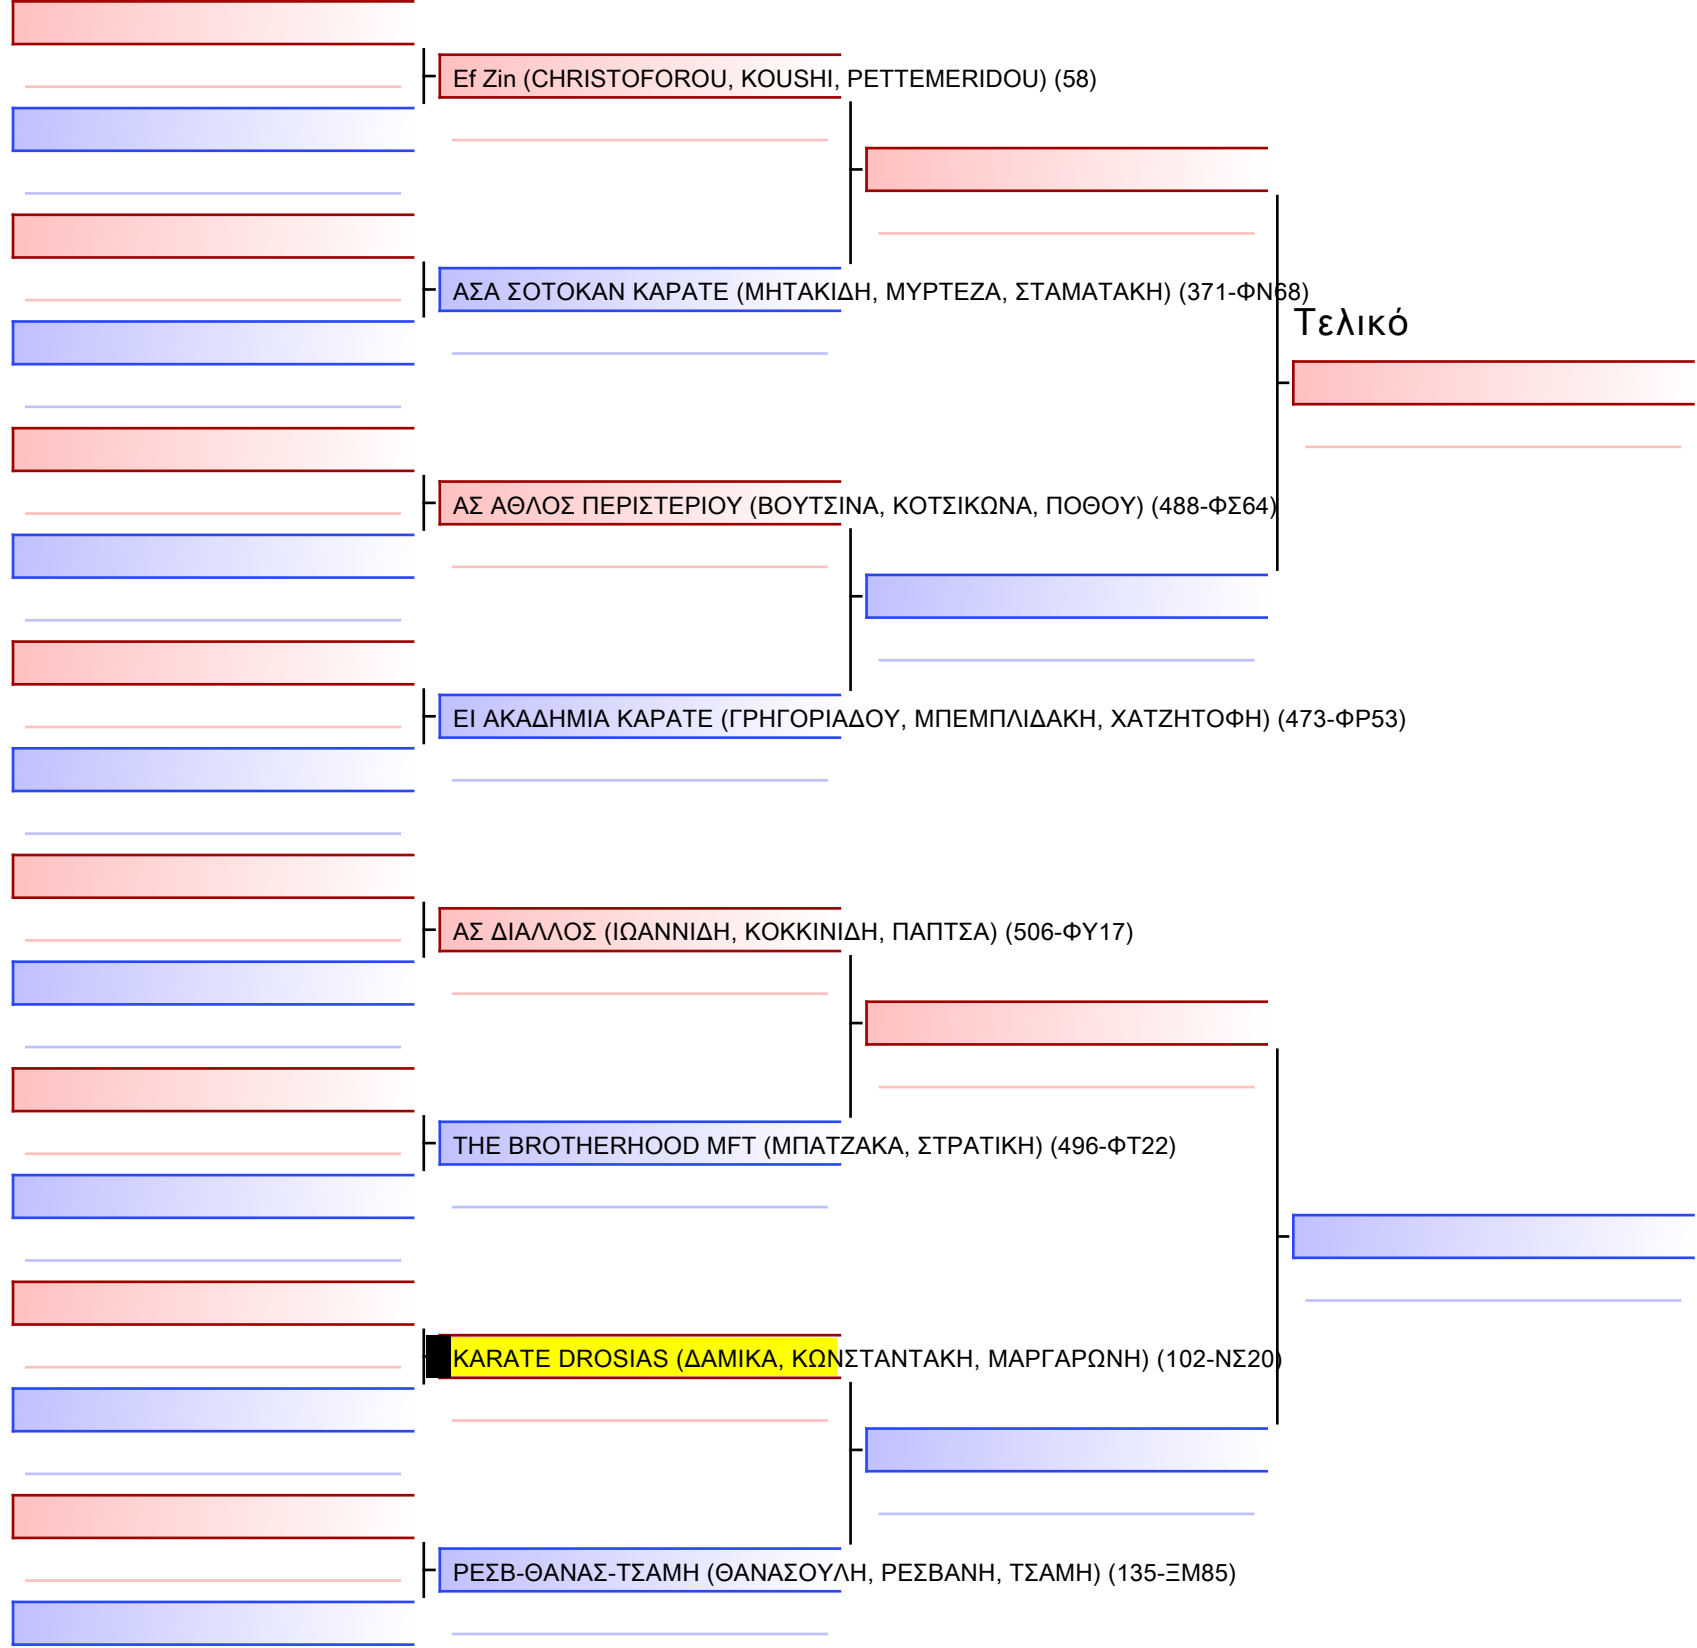 Ef Zin (CHRISTOFOROU, KOUSHI, PETTEMERIDOU) (58)
ΑΣΑ ΣΟΤΟΚΑΝ ΚΑΡΑΤΕ (ΜΗΤΑΚΙΔΗ, ΜΥΡΤΕΖΑ, ΣΤΑΜΑΤΑΚΗ) (371-ΦΝ68)
Τελικό
ΑΣ ΑΘΛΟΣ ΠΕΡΙΣΤΕΡΙΟΥ (ΒΟΥΤΣΙΝΑ, ΚΟΤΣΙΚΩΝΑ, ΠΟΘΟΥ) (488-ΦΣ64)
ΕΙ ΑΚΑΔΗΜΙΑ ΚΑΡΑΤΕ (ΓΡΗΓΟΡΙΑΔΟΥ, ΜΠΕΜΠΛΙΔΑΚΗ, ΧΑΤΖΗΤΟΦΗ) (473-ΦΡ53)
ΑΣ ΔΙΑΛΛΟΣ (ΙΩΑΝΝΙΔΗ, ΚΟΚΚΙΝΙΔΗ, ΠΑΠΤΣΑ) (506-ΦΥ17)
THE BROTHERHOOD MFT (ΜΠΑΤΖΑΚΑ, ΣΤΡΑΤΙΚΗ) (496-ΦΤ22)
KARATE DROSIAS (ΔΑΜΙΚΑ, ΚΩΝΣΤΑΝΤΑΚΗ, ΜΑΡΓΑΡΩΝΗ) (102-ΝΣ20)
ΡΕΣΒ-ΘΑΝΑΣ-ΤΣΑΜΗ (ΘΑΝΑΣΟΥΛΗ, ΡΕΣΒΑΝΗ, ΤΣΑΜΗ) (135-ΞΜ85)